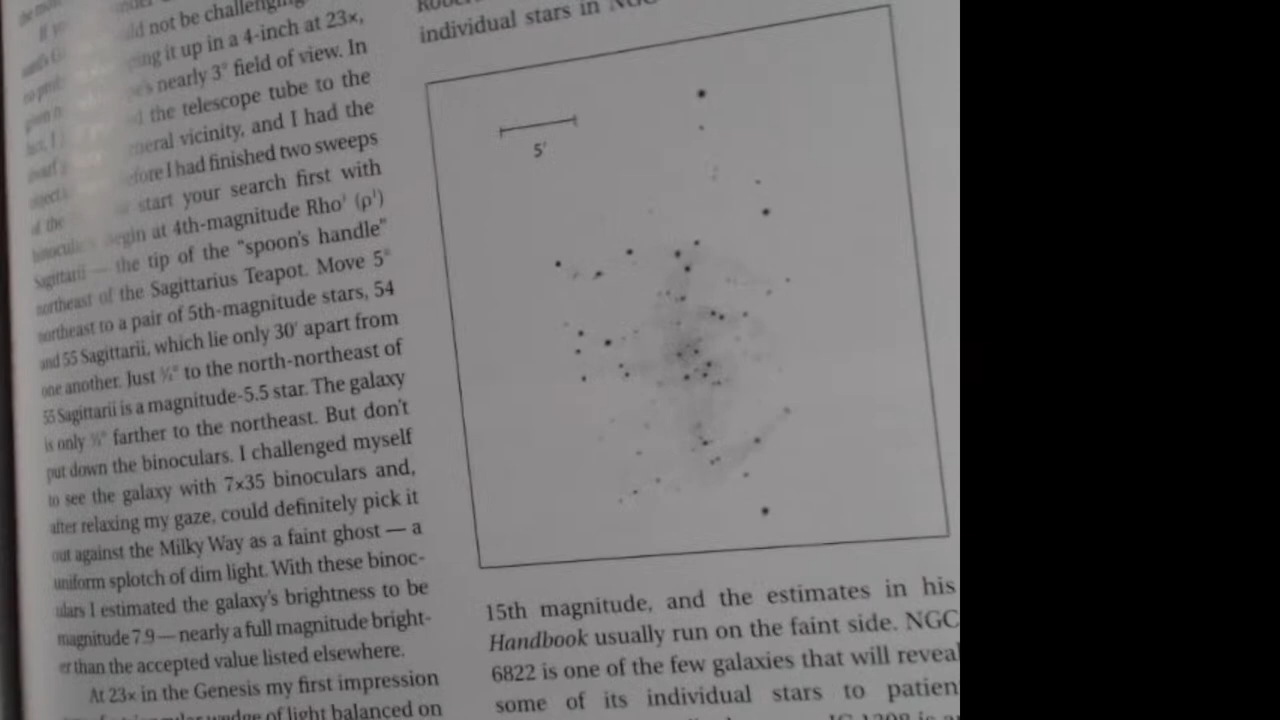 not be challenging
it up in a 4-inch at 23×,
nearly 3° field of view. In
the telescope tube to the
vicinity, and I had the
I had finished two sweeps
start your search first with
at 4th-magnitude Rho¹ (ρ¹)
Sagittarii — the tip of the “spoon’s handle”
northeast of the Sagittarius Teapot. Move 5°
northeast to a pair of 5th-magnitude stars, 54
and 55 Sagittarii, which lie only 30′ apart from
one another. Just ½° to the north-northeast of
55 Sagittarii is a magnitude-5.5 star. The galaxy
is only farther to the northeast. But don’t
put down the binoculars. I challenged myself
to see the galaxy with 7×35 binoculars and,
after relaxing my gaze, could definitely pick it
out against the Milky Way as a faint ghost — a
uniform splotch of dim light. With these binoc-
ulars I estimated the galaxy’s brightness to be
magnitude 7.9 — nearly a full magnitude bright-
er than the accepted value listed elsewhere.
At 23× in the Genesis my first impression
wedge of light balanced on
individual stars in NGC
5′
15th magnitude, and the estimates in his
Handbook usually run on the faint side. NGC
6822 is one of the few galaxies that will reveal
some of its individual stars to patien